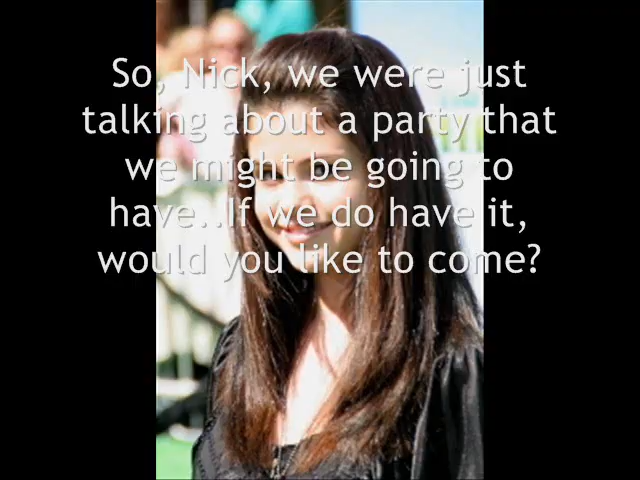 So, Nick, we were just
talking about a party that
we might be going to
have..If we do have it,
would you like to come?